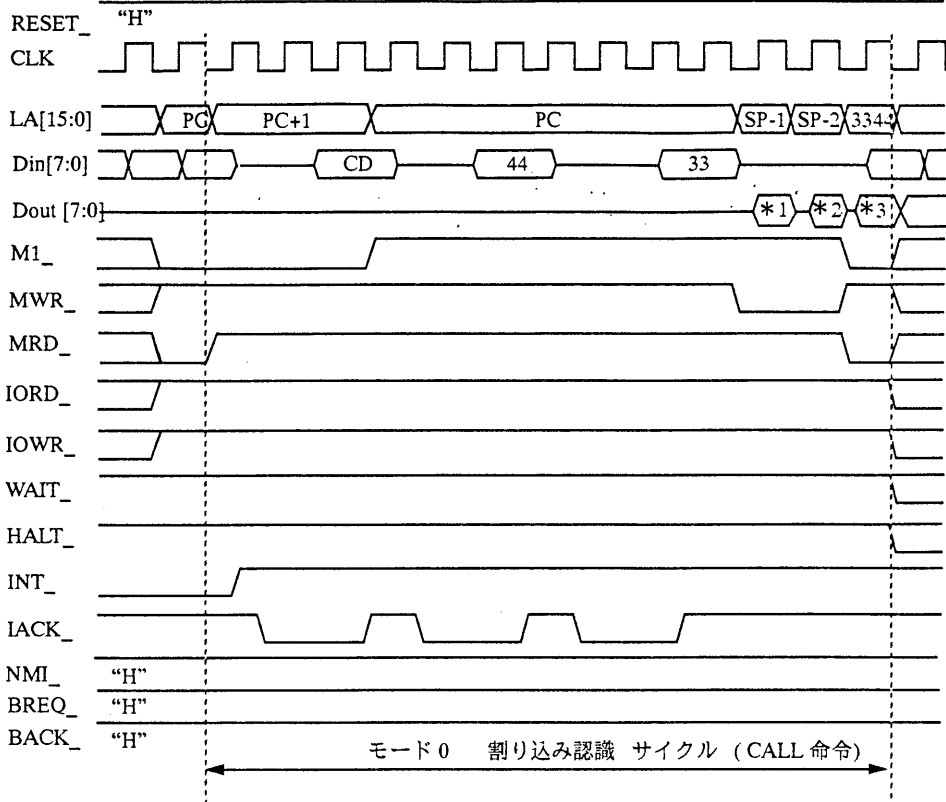 RESET_ “H”
CLK
LA[15:0] PC PC+1 PC SP-1 SP-2 3344
Din[7:0] CD 44 33
Dout [7:0] *1 *2 *3
M1_
MWR_
MRD_
IORD_
IOWR_
WAIT_
HALT_
INT_
IACK_
NMI_ “H”
BREQ_ “H”
BACK_ “H”
モード 0 割り込み認識 サイクル ( CALL 命令)